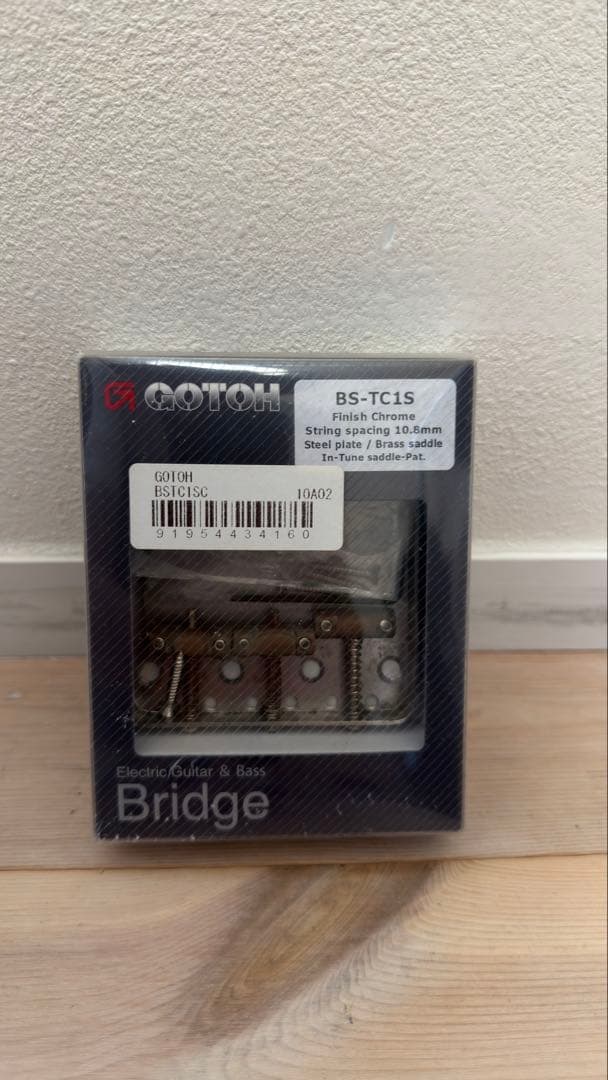 GOTOH
BS-TC1S
Finish Chrome
String spacing 10.8mm
Steel plate / Brass saddle
In-Tune saddle-Pat.
GOTOH
BSTC1SC 10A02
91954434160
Electric Guitar & Bass
Bridge